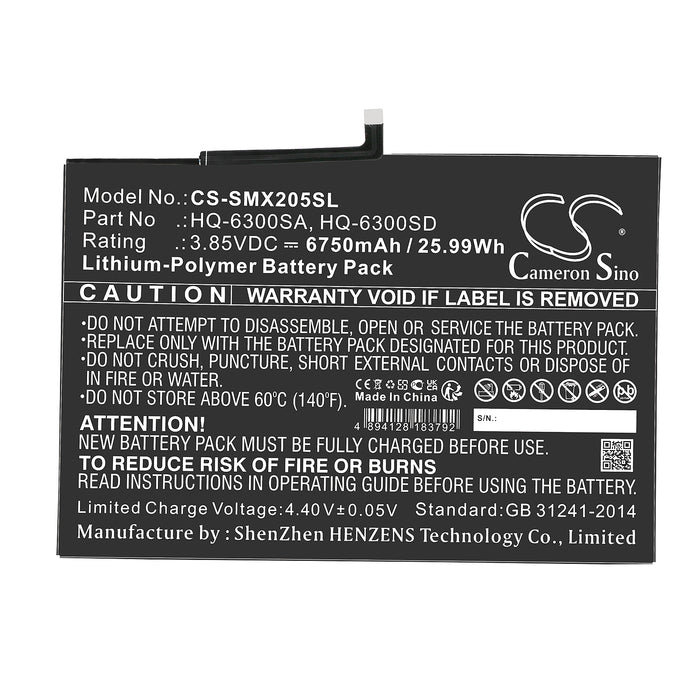 Model No.: CS-SMX205SL
Part No : HQ-6300SA, HQ-6300SD
Rating : 3.85VDC ⎓ 6750mAh / 25.99Wh
Lithium-Polymer Battery Pack
CS
Cameron Sino
CAUTION WARRANTY VOID IF LABEL IS REMOVED
*DO NOT ATTEMPT TO DISASSEMBLE, OPEN OR SERVICE THE BATTERY PACK.
*REPLACE ONLY WITH THE BATTERY PACK DESIGNATED FOR THIS PRODUCT.
*DO NOT CRUSH, PUNCTURE, SHORT EXTERNAL CONTACTS OR DISPOSE OF
IN FIRE OR WATER.
*DO NOT STORE ABOVE 60°C (140°F).
Made In China
4 894128 183792
S/N.:
ATTENTION!
NEW BATTERY PACK MUST BE FULLY CHARGED BEFORE USE
TO REDUCE RISK OF FIRE OR BURNS
READ INSTRUCTIONS IN DEPARTMENT BEFORE USING THIS BATTERY
Limited Charge Voltage: 4.40V±0.05V Standard:GB 31241-2014
Manufacture by : ShenZhen HENZENS Technology Co., Limited